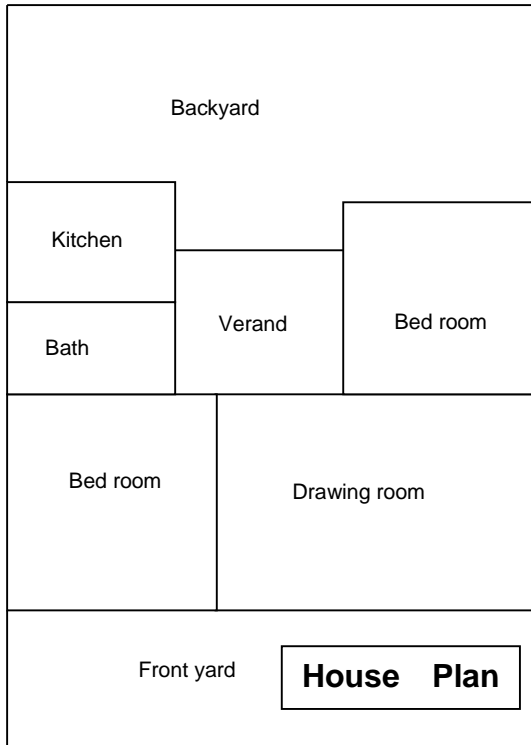 Backyard
Kitchen
Verand
Bed room
Bath
Bed room
Drawing room
Front yard
House Plan